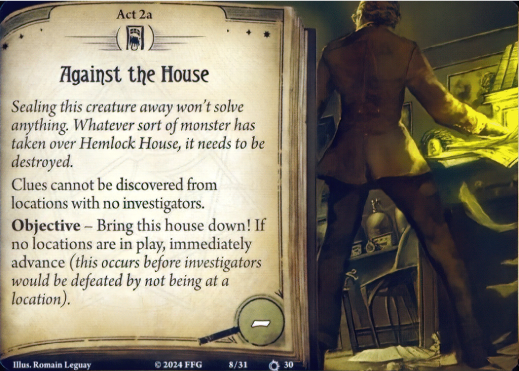 Act 2a
Against the House
Sealing this creature away won't solve
anything. Whatever sort of monster has
taken over Hemlock House, it needs to be
destroyed.
Clues cannot be discovered from
locations with no investigators.
Objective – Bring this house down! If
no locations are in play, immediately
advance (this occurs before investigators
would be defeated by not being at a
location).
–
Illus. Romain Leguay © 2024 FFG 8/31 30